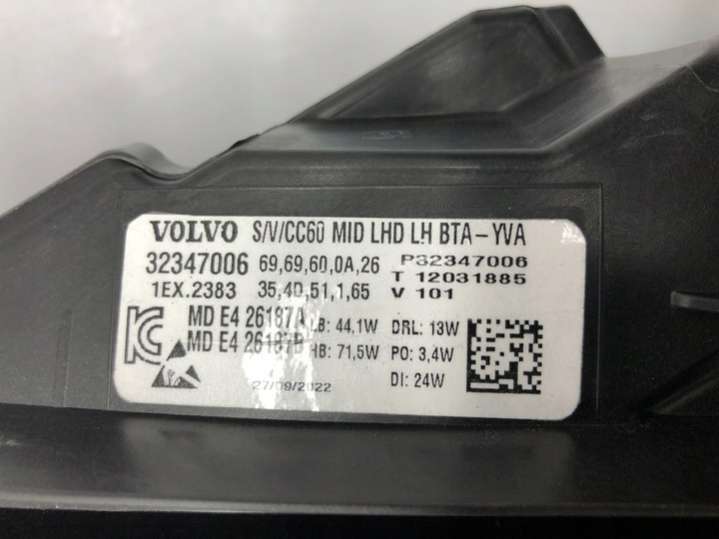 VOLVO S/V/CC60 MID LHD LH BTA-YVA
32347006 69,69,60,0A,26 P32347006
1EX.2383 35,4D,51,1,65 T 12031885
V 101
MD E4 26187A LB: 44,1W DRL: 13W
MD E4 26187B HB: 71,5W PO: 3,4W
27/09/2022 DI: 24W